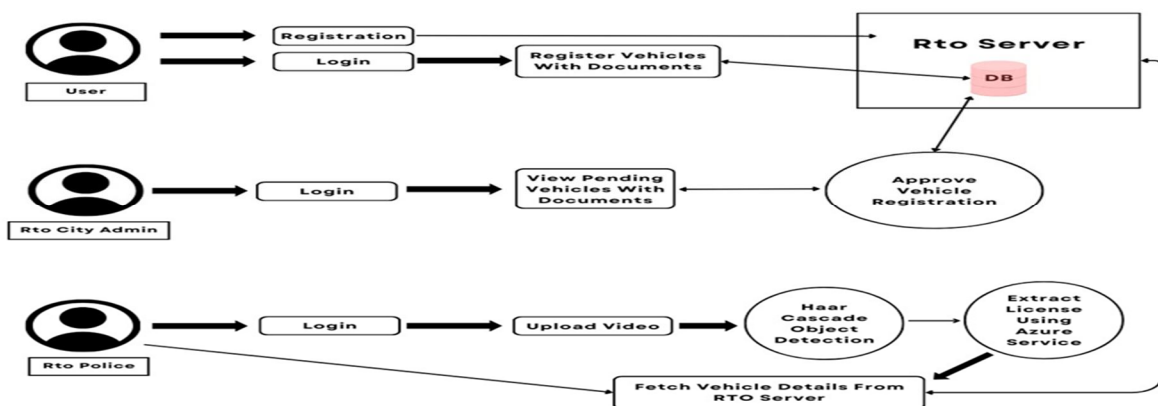 Registration
Login
Register Vehicles
With Documents
Rto Server
DB
User
Login
View Pending
Vehicles With
Documents
Approve
Vehicle
Registration
Rto City Admin
Login
Upload Video
Haar
Cascade
Object
Detection
Extract
License
Using
Azure
Service
Rto Police
Fetch Vehicle Details From
RTO Server